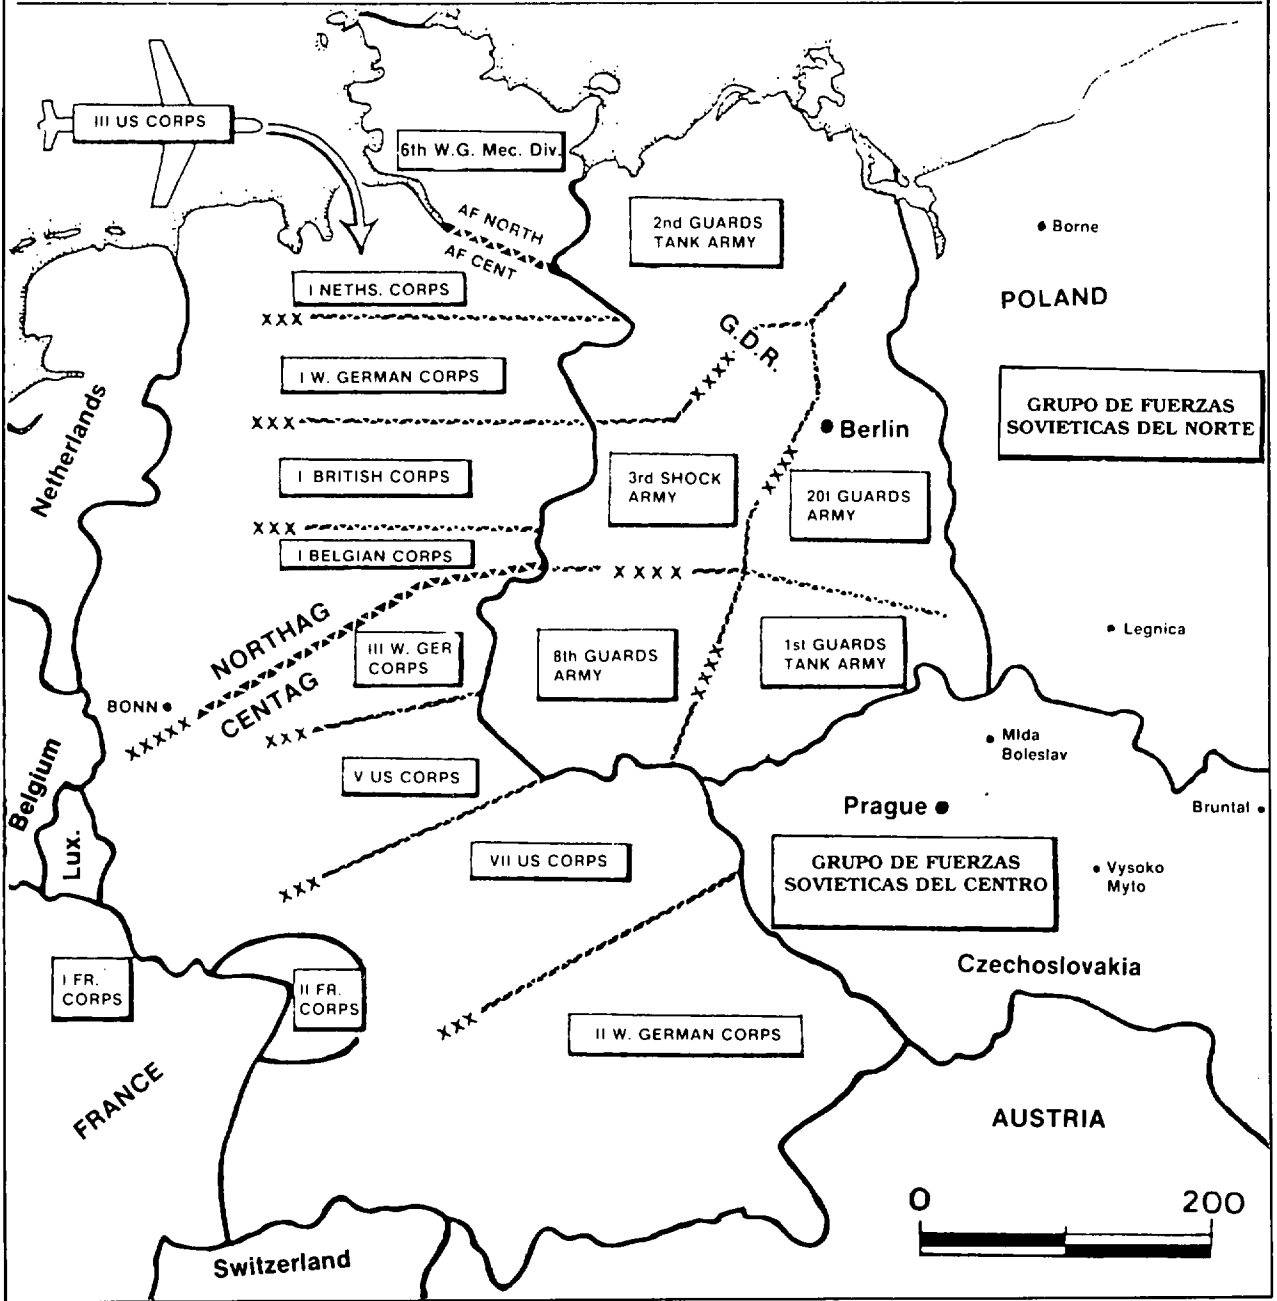 III US CORPS
6th W.G. Mec. Div.
AF NORTH
AF CENT
2nd GUARDS
TANK ARMY
Borne
POLAND
I NETHS. CORPS
XXX
G.D.R.
XXXX
I W. GERMAN CORPS
XXX
GRUPO DE FUERZAS
SOVIETICAS DEL NORTE
Netherlands
Berlin
I BRITISH CORPS
3rd SHOCK
ARMY
XXXX
20I GUARDS
ARMY
XXX
I BELGIAN CORPS
XXXX
NORTHAG
CENTAG
III W. GER
CORPS
8th GUARDS
ARMY
XXXX
1st GUARDS
TANK ARMY
Legnica
BONN
XXXXX
XXX
Mlda
Boleslav
Belgium
V US CORPS
Prague
Bruntal
Lux.
XXX
VII US CORPS
GRUPO DE FUERZAS
SOVIETICAS DEL CENTRO
Vysoko
Myto
Czechoslovakia
I FR.
CORPS
II FR.
CORPS
XXX
II W. GERMAN CORPS
FRANCE
AUSTRIA
0 200
Switzerland